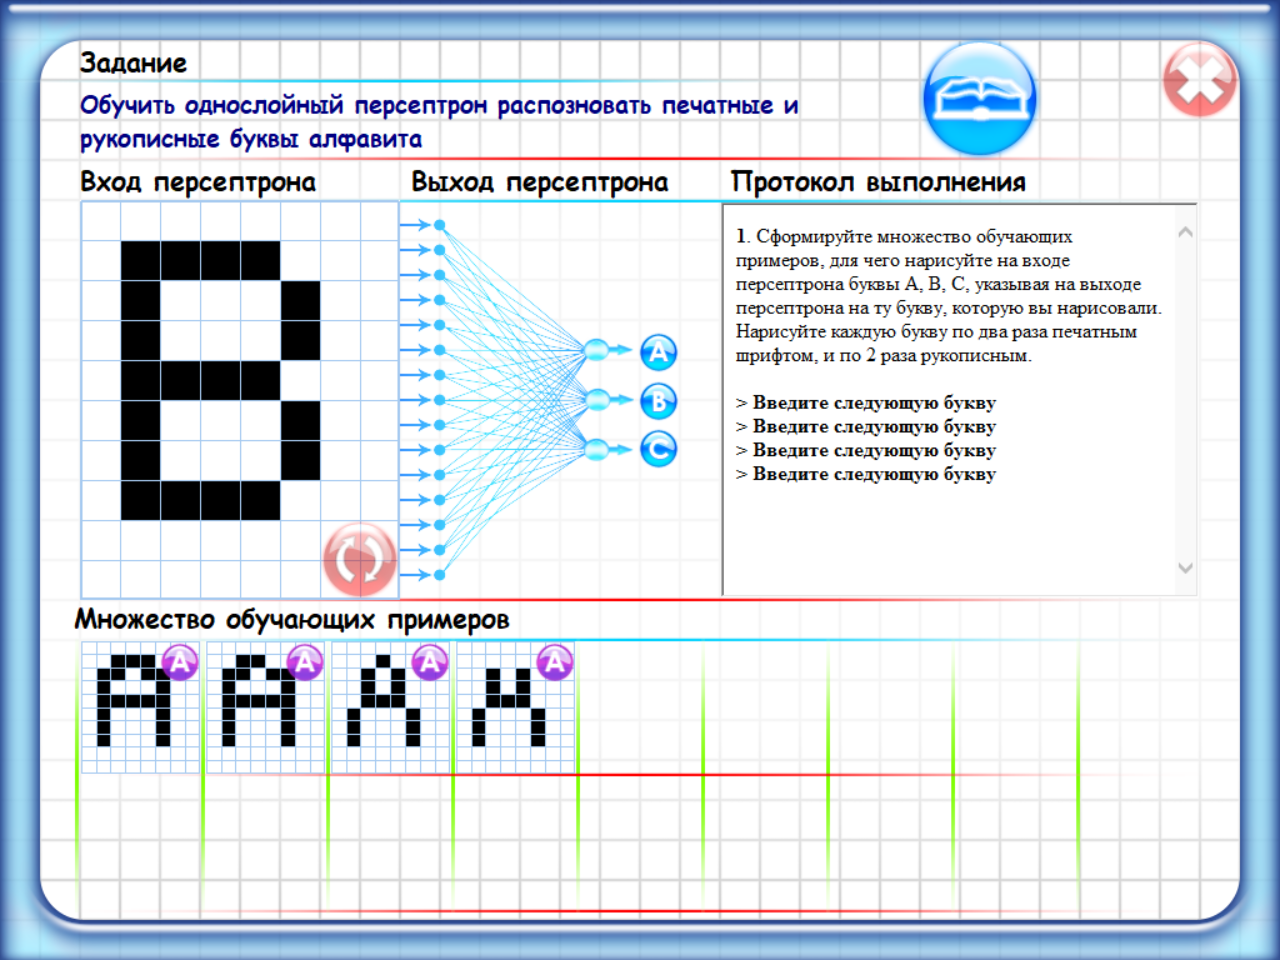 Задание
Обучить однослойный персептрон распозновать печатные и
рукописные буквы алфавита
Вход персептрона
Выход персептрона
Протокол выполнения
B
A
B
C
1. Сформируйте множество обучающих
примеров, для чего нарисуйте на входе
персептрона буквы А, В, С, указывая на выходе
персептрона на ту букву, которую вы нарисовали.
Нарисуйте каждую букву по два раза печатным
шрифтом, и по 2 раза рукописным.
> Введите следующую букву
> Введите следующую букву
> Введите следующую букву
> Введите следующую букву
Множество обучающих примеров
A
A
A
A